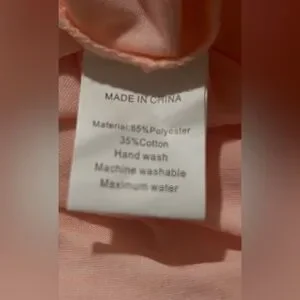 MADE IN CHINA
Material:65%Polyester
35%Cotton
Hand wash
Machine washable
Maximum water